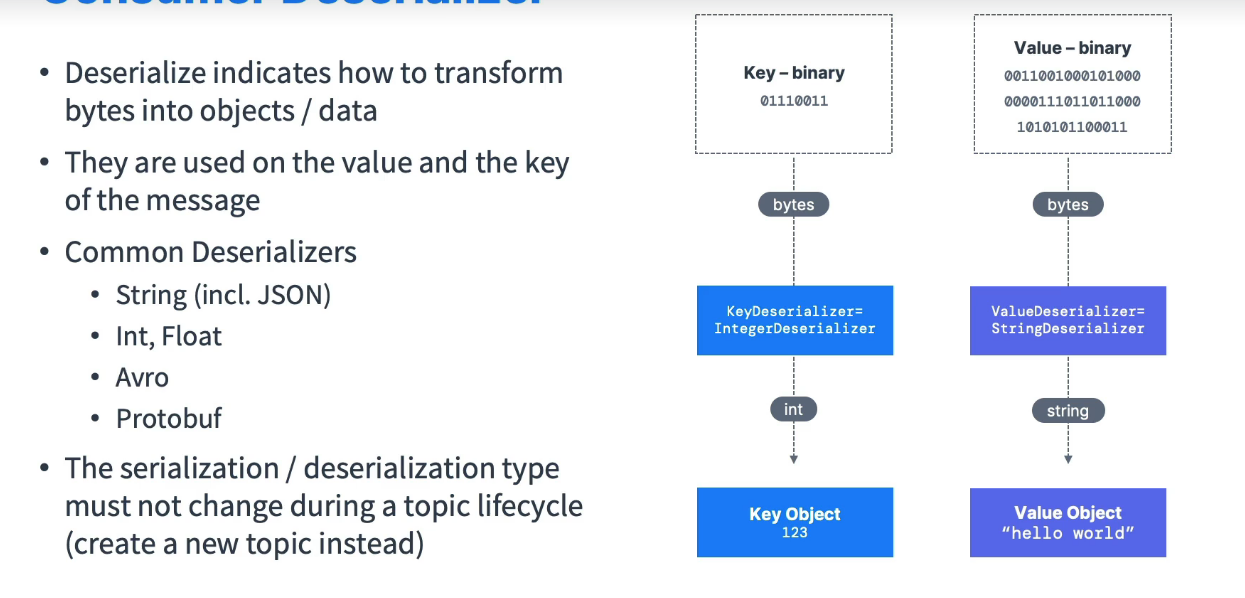 Consumer Deserializer
• Deserialize indicates how to transform
bytes into objects / data
• They are used on the value and the key
of the message
• Common Deserializers
• String (incl. JSON)
• Int, Float
• Avro
• Protobuf
• The serialization / deserialization type
must not change during a topic lifecycle
(create a new topic instead)
Key – binary
01110011
bytes
KeyDeserializer=
IntegerDeserializer
int
Key Object
123
Value – binary
0011001000101000
0000111011011000
1010101100011
bytes
ValueDeserializer=
StringDeserializer
string
Value Object
“hello world”